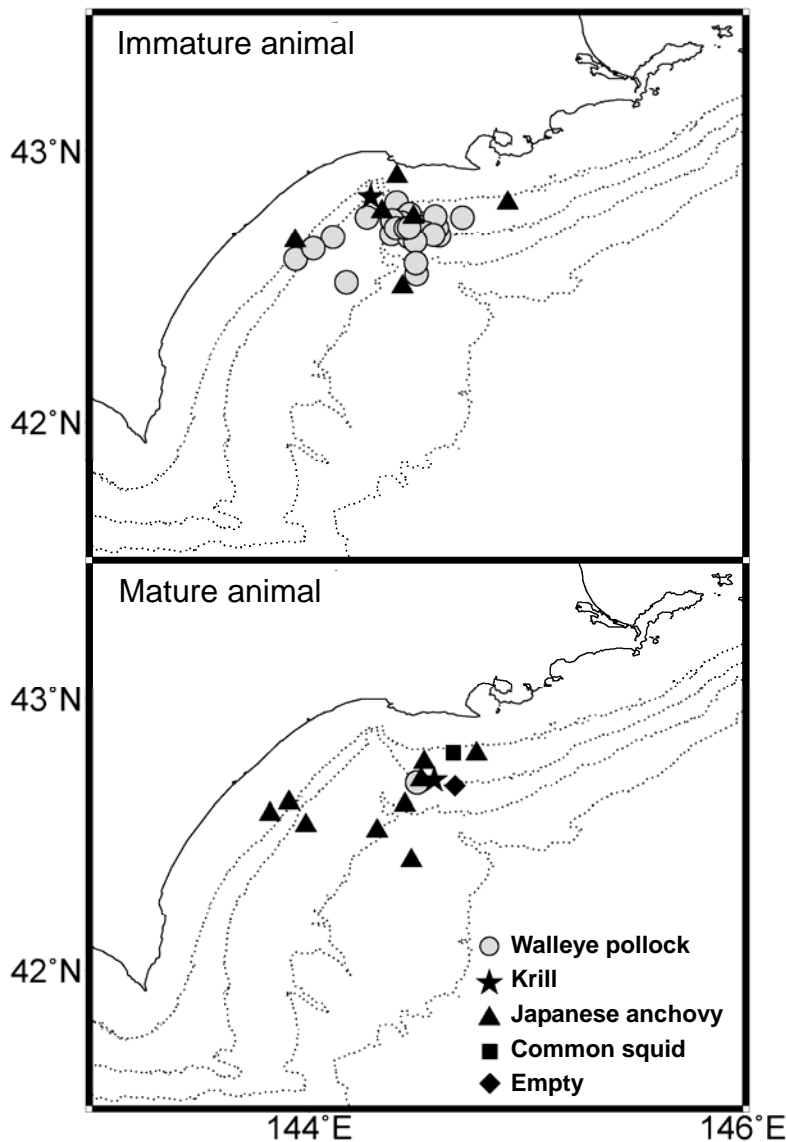 Immature animal
43°N
42°N
Mature animal
43°N
42°N
Walleye pollock
Krill
Japanese anchovy
Common squid
Empty
144°E
146°E